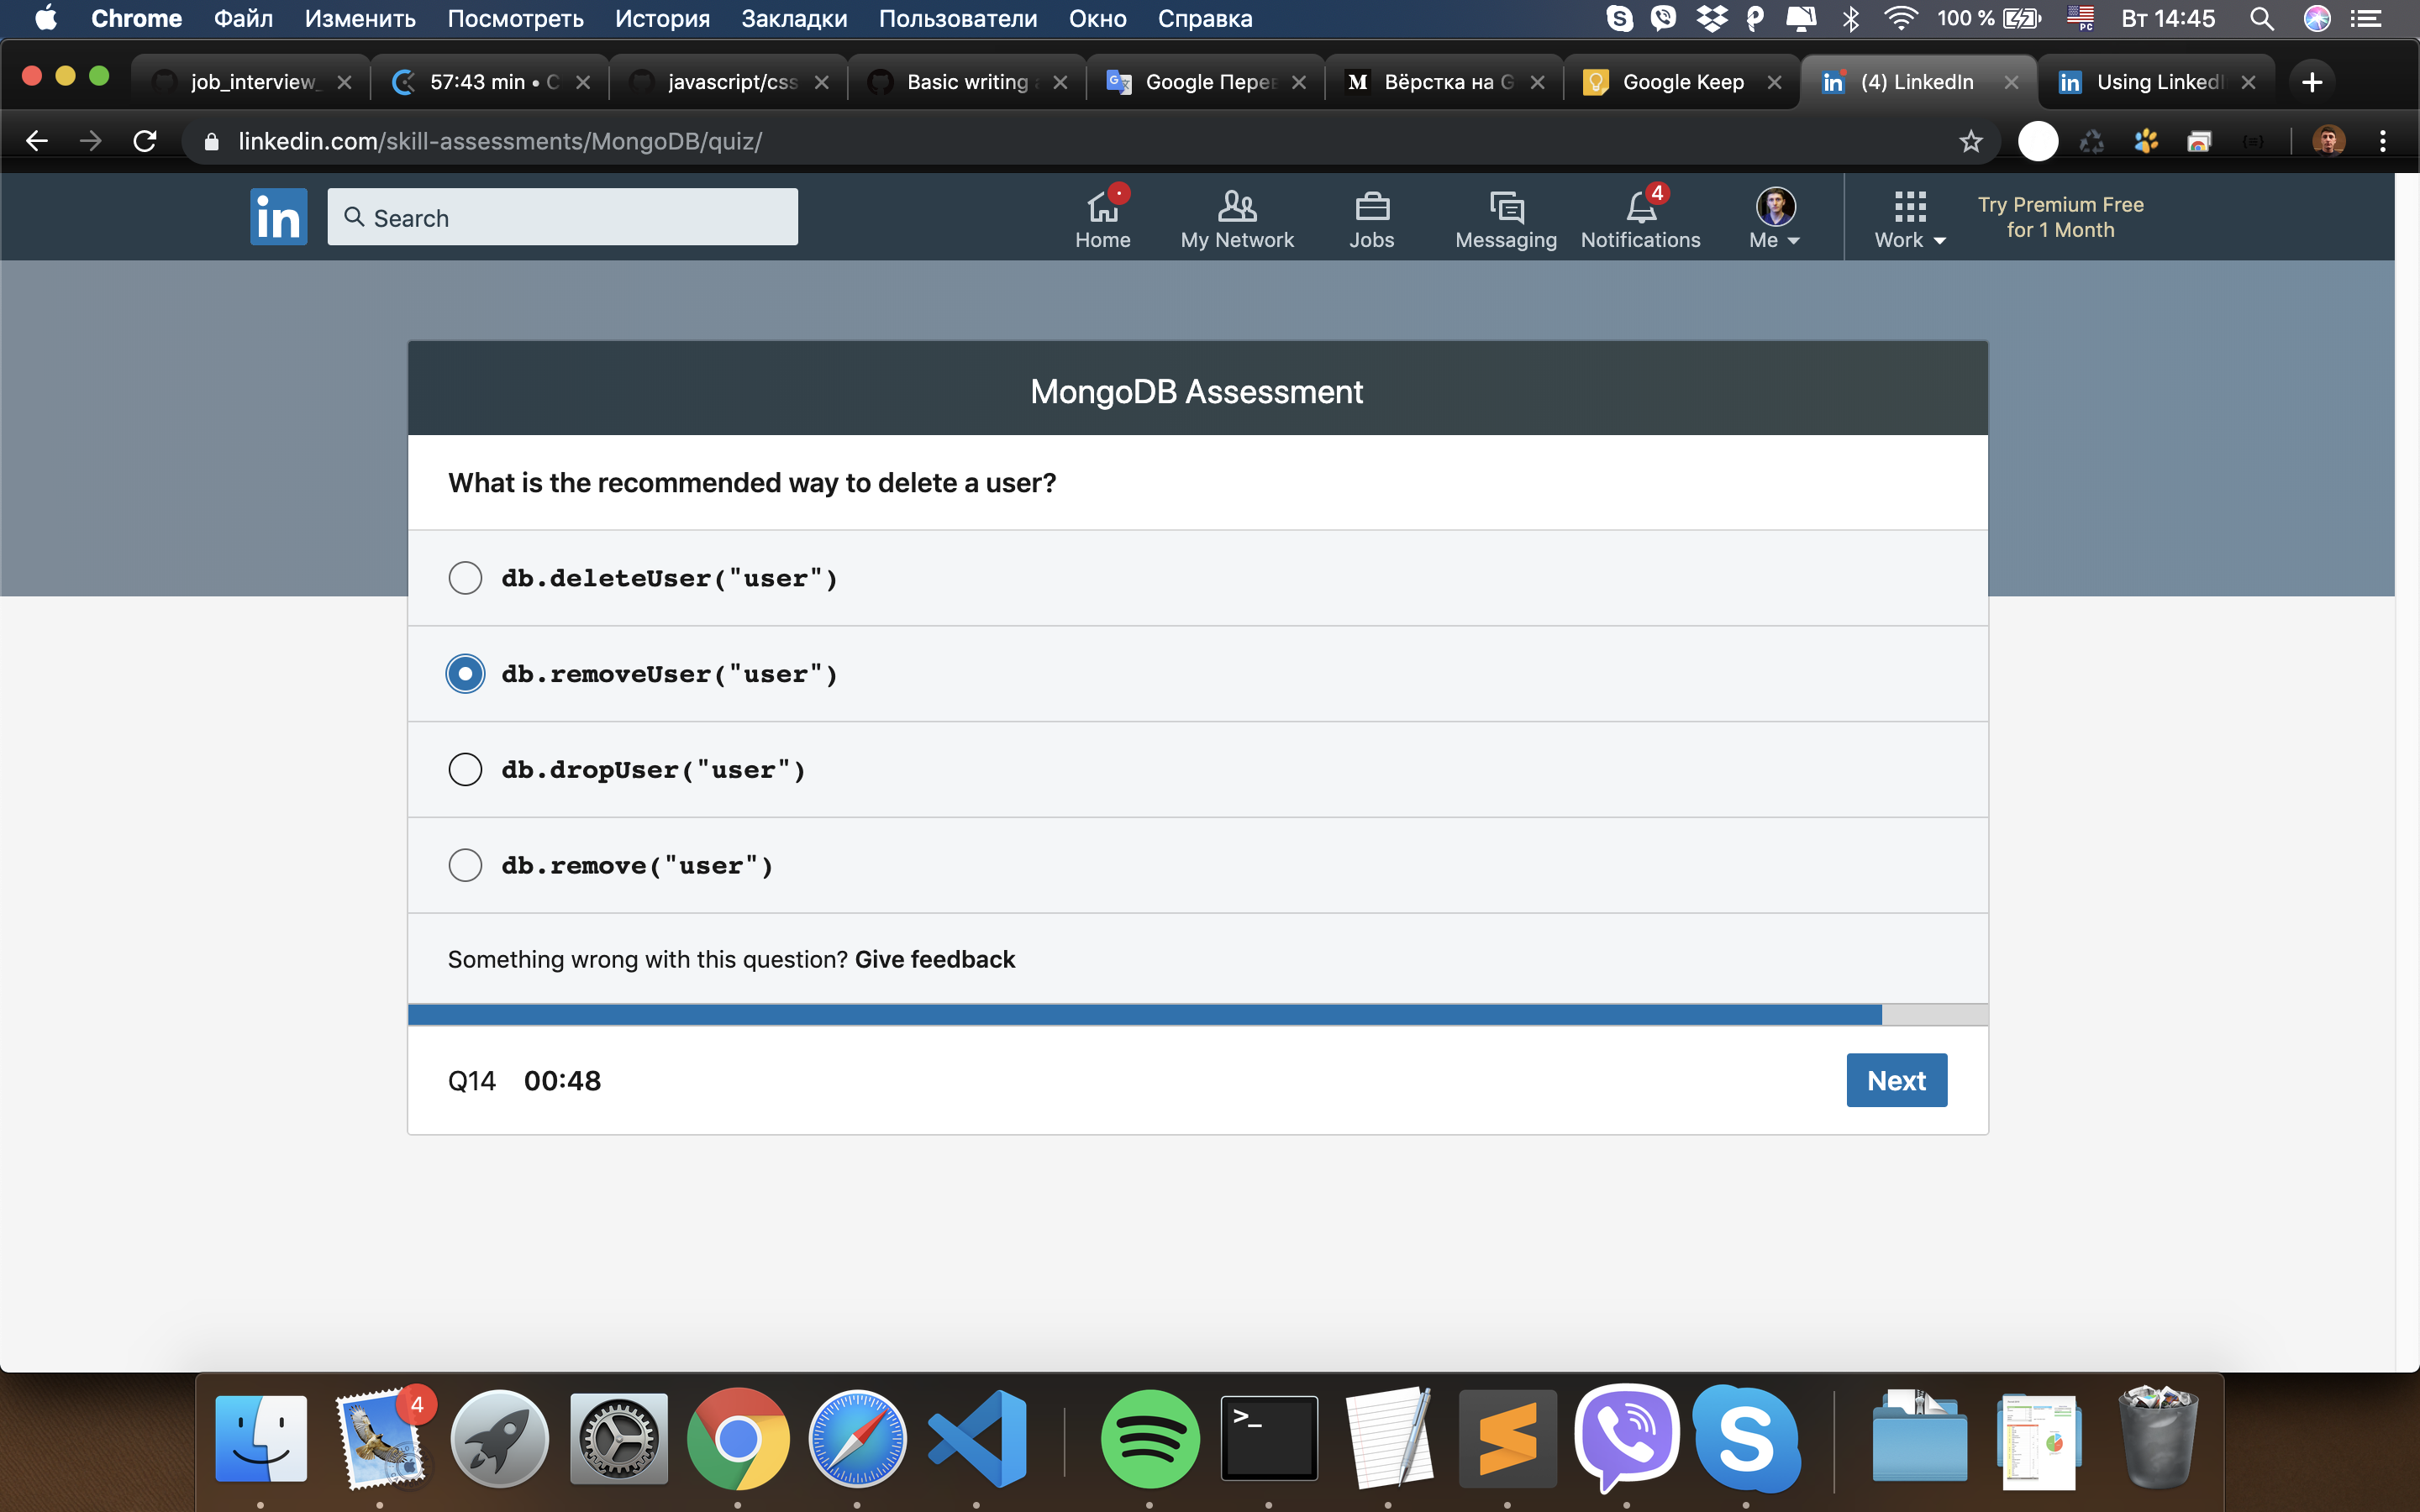 Chrome Файл Изменить Посмотреть История Закладки Пользователи Окно Справка 100 % PC Вт 14:45
job_interview_ 57:43 min • C javascript/css Basic writing Google Пере M Вёрстка на G Google Keep in (4) LinkedIn in Using Linked
linkedin.com/skill-assessments/MongoDB/quiz/
in Search Home My Network Jobs Messaging 4 Notifications Me Work Try Premium Free for 1 Month
MongoDB Assessment
What is the recommended way to delete a user?
db.deleteUser("user")
db.removeUser("user")
db.dropUser("user")
db.remove("user")
Something wrong with this question? Give feedback
Q14 00:48 Next
4 >_